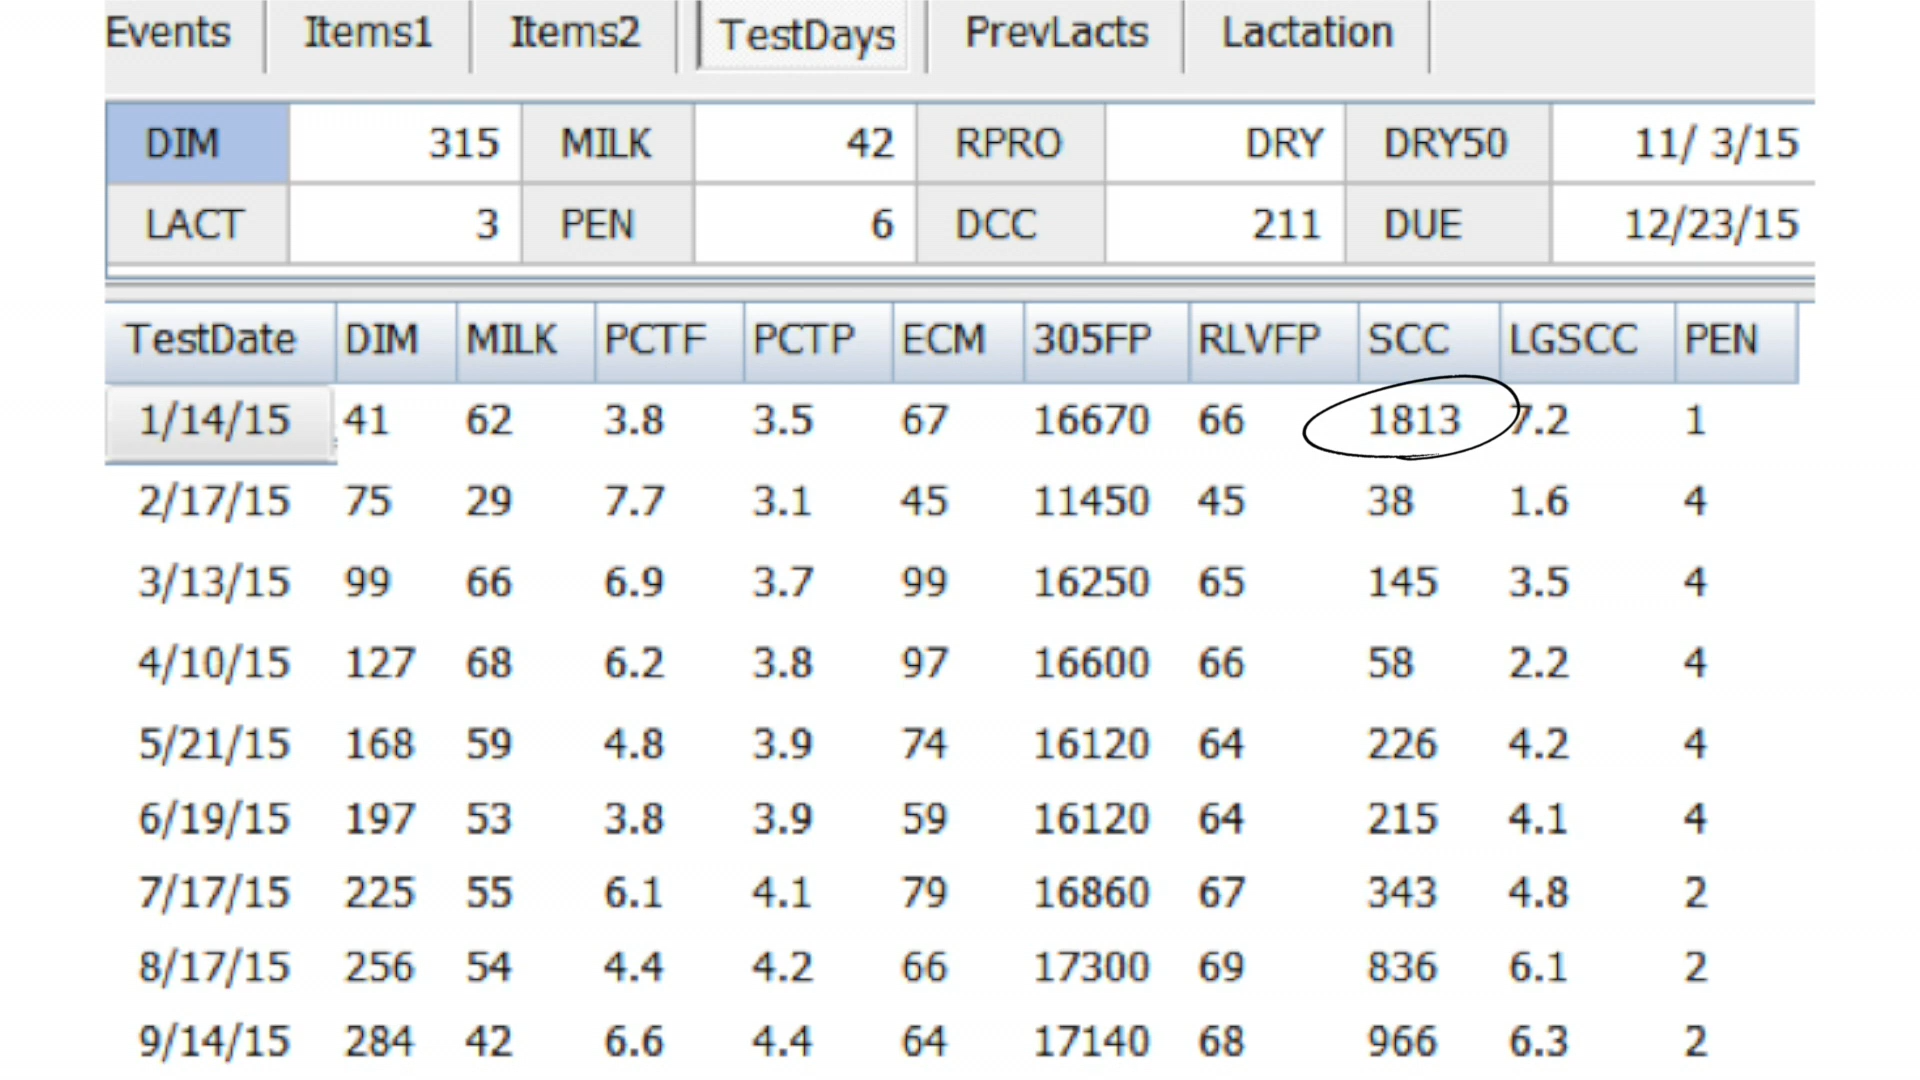 Events Items1 Items2 TestDays PrevLacts Lactation
DIM 315 MILK 42 RPRO DRY DRY50 11/ 3/15
LACT 3 PEN 6 DCC 211 DUE 12/23/15
TestDate DIM MILK PCTF PCTP ECM 305FP RLVFP SCC LGSCC PEN
1/14/15 41 62 3.8 3.5 67 16670 66 1813 7.2 1
2/17/15 75 29 7.7 3.1 45 11450 45 38 1.6 4
3/13/15 99 66 6.9 3.7 99 16250 65 145 3.5 4
4/10/15 127 68 6.2 3.8 97 16600 66 58 2.2 4
5/21/15 168 59 4.8 3.9 74 16120 64 226 4.2 4
6/19/15 197 53 3.8 3.9 59 16120 64 215 4.1 4
7/17/15 225 55 6.1 4.1 79 16860 67 343 4.8 2
8/17/15 256 54 4.4 4.2 66 17300 69 836 6.1 2
9/14/15 284 42 6.6 4.4 64 17140 68 966 6.3 2